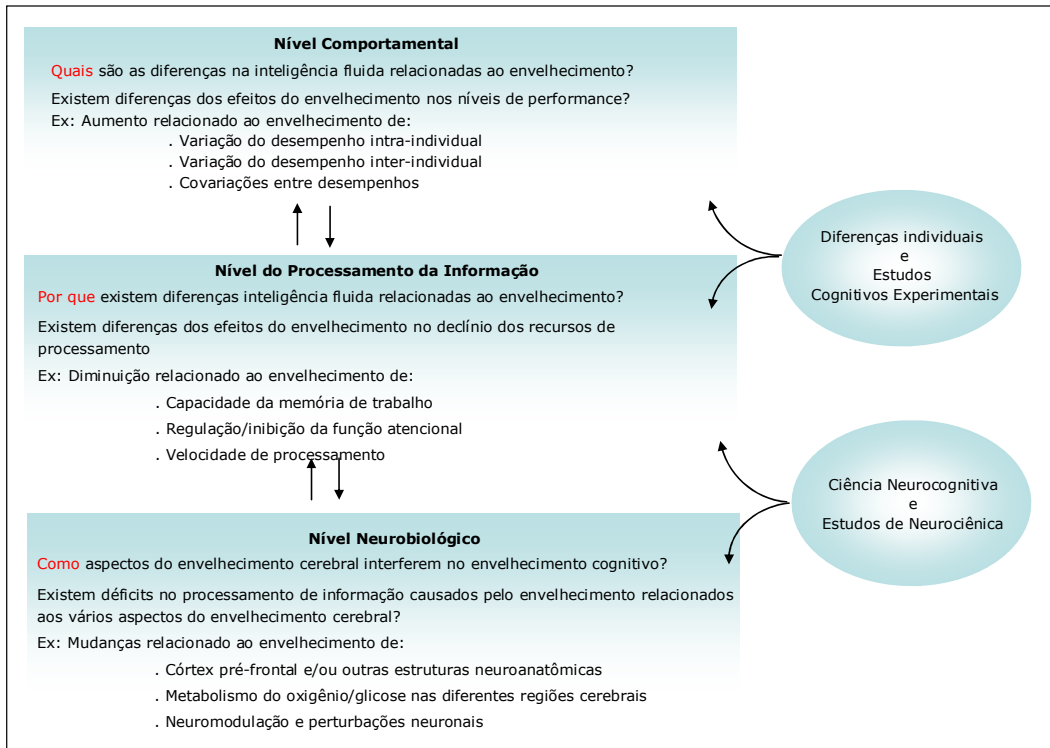 Nível Comportamental
Quais são as diferenças na inteligência fluida relacionadas ao envelhecimento?
Existem diferenças dos efeitos do envelhecimento nos níveis de performance?
Ex: Aumento relacionado ao envelhecimento de:
. Variação do desempenho intra-individual
. Variação do desempenho inter-individual
. Covariações entre desempenhos
Diferenças individuais
e
Estudos
Cognitivos Experimentais
Nível do Processamento da Informação
Por que existem diferenças inteligência fluida relacionadas ao envelhecimento?
Existem diferenças dos efeitos do envelhecimento no declínio dos recursos de
processamento
Ex: Diminuição relacionado ao envelhecimento de:
. Capacidade da memória de trabalho
. Regulação/inibição da função atencional
. Velocidade de processamento
Ciência Neurocognitiva
e
Estudos de Neurociênica
Nível Neurobiológico
Como aspectos do envelhecimento cerebral interferem no envelhecimento cognitivo?
Existem déficits no processamento de informação causados pelo envelhecimento relacionados
aos vários aspectos do envelhecimento cerebral?
Ex: Mudanças relacionado ao envelhecimento de:
. Córtex pré-frontal e/ou outras estruturas neuroanatômicas
. Metabolismo do oxigênio/glicose nas diferentes regiões cerebrais
. Neuromodulação e perturbações neuronais